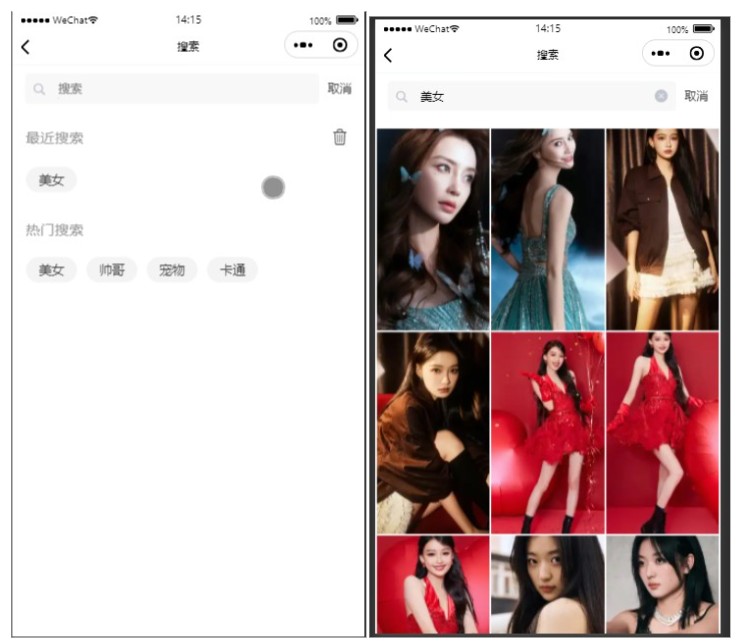 WeChat 14:15 100%
搜索
搜索 取消
最近搜索
美女
热门搜索
美女 帅哥 宠物 卡通
WeChat 14:15 100%
搜索
美女 取消